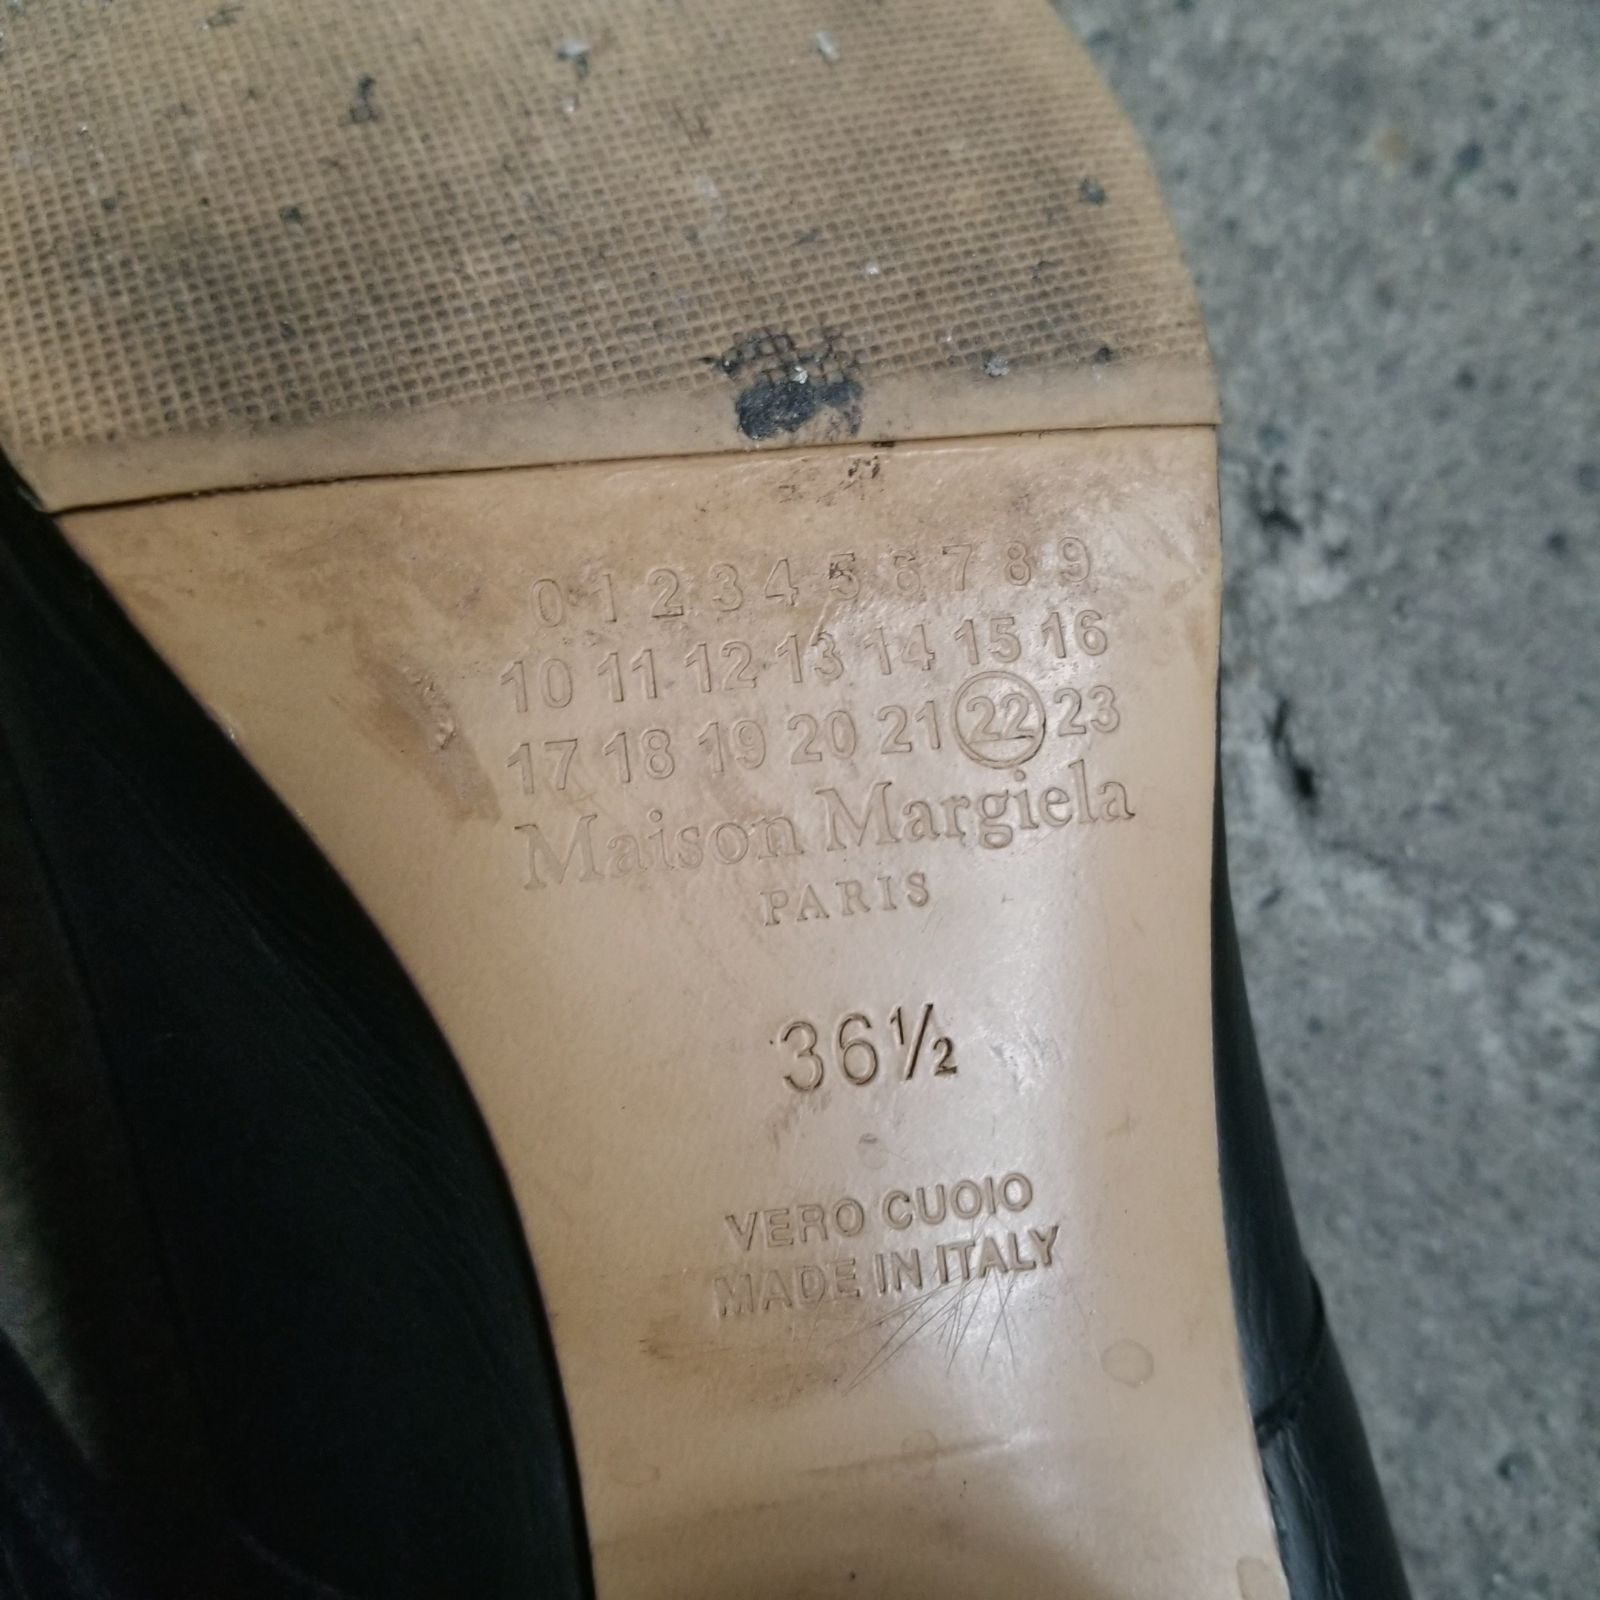 0 1 2 3 4 5 6 7 8 9
10 11 12 13 14 15 16
17 18 19 20 21 22 23
Maison Margiela
PARIS
36½
VERO CUOIO
MADE IN ITALY